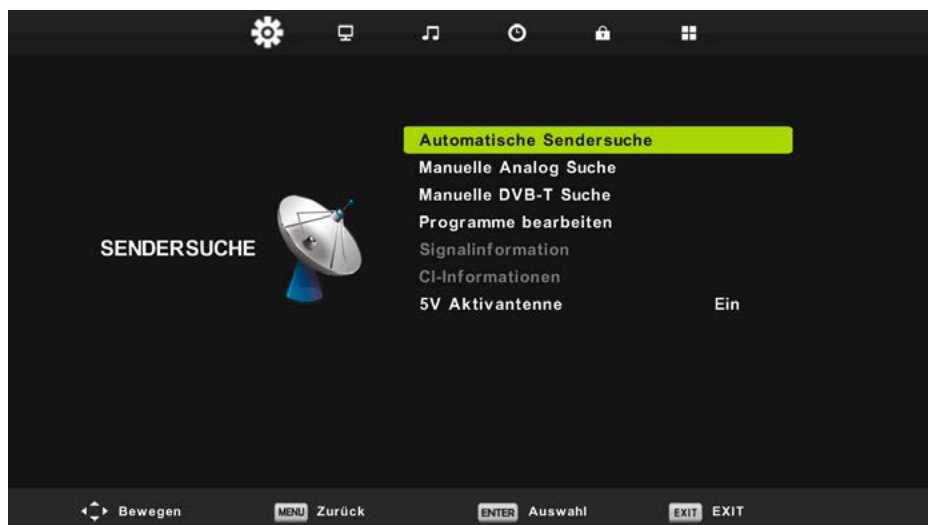 Automatische Sendersuche
Manuelle Analog Suche
Manuelle DVB-T Suche
Programme bearbeiten
SENDERSUCHE
Signalinformation
CI-Informationen
5V Aktivantenne Ein
Bewegen MENU Zurück ENTER Auswahl EXIT EXIT